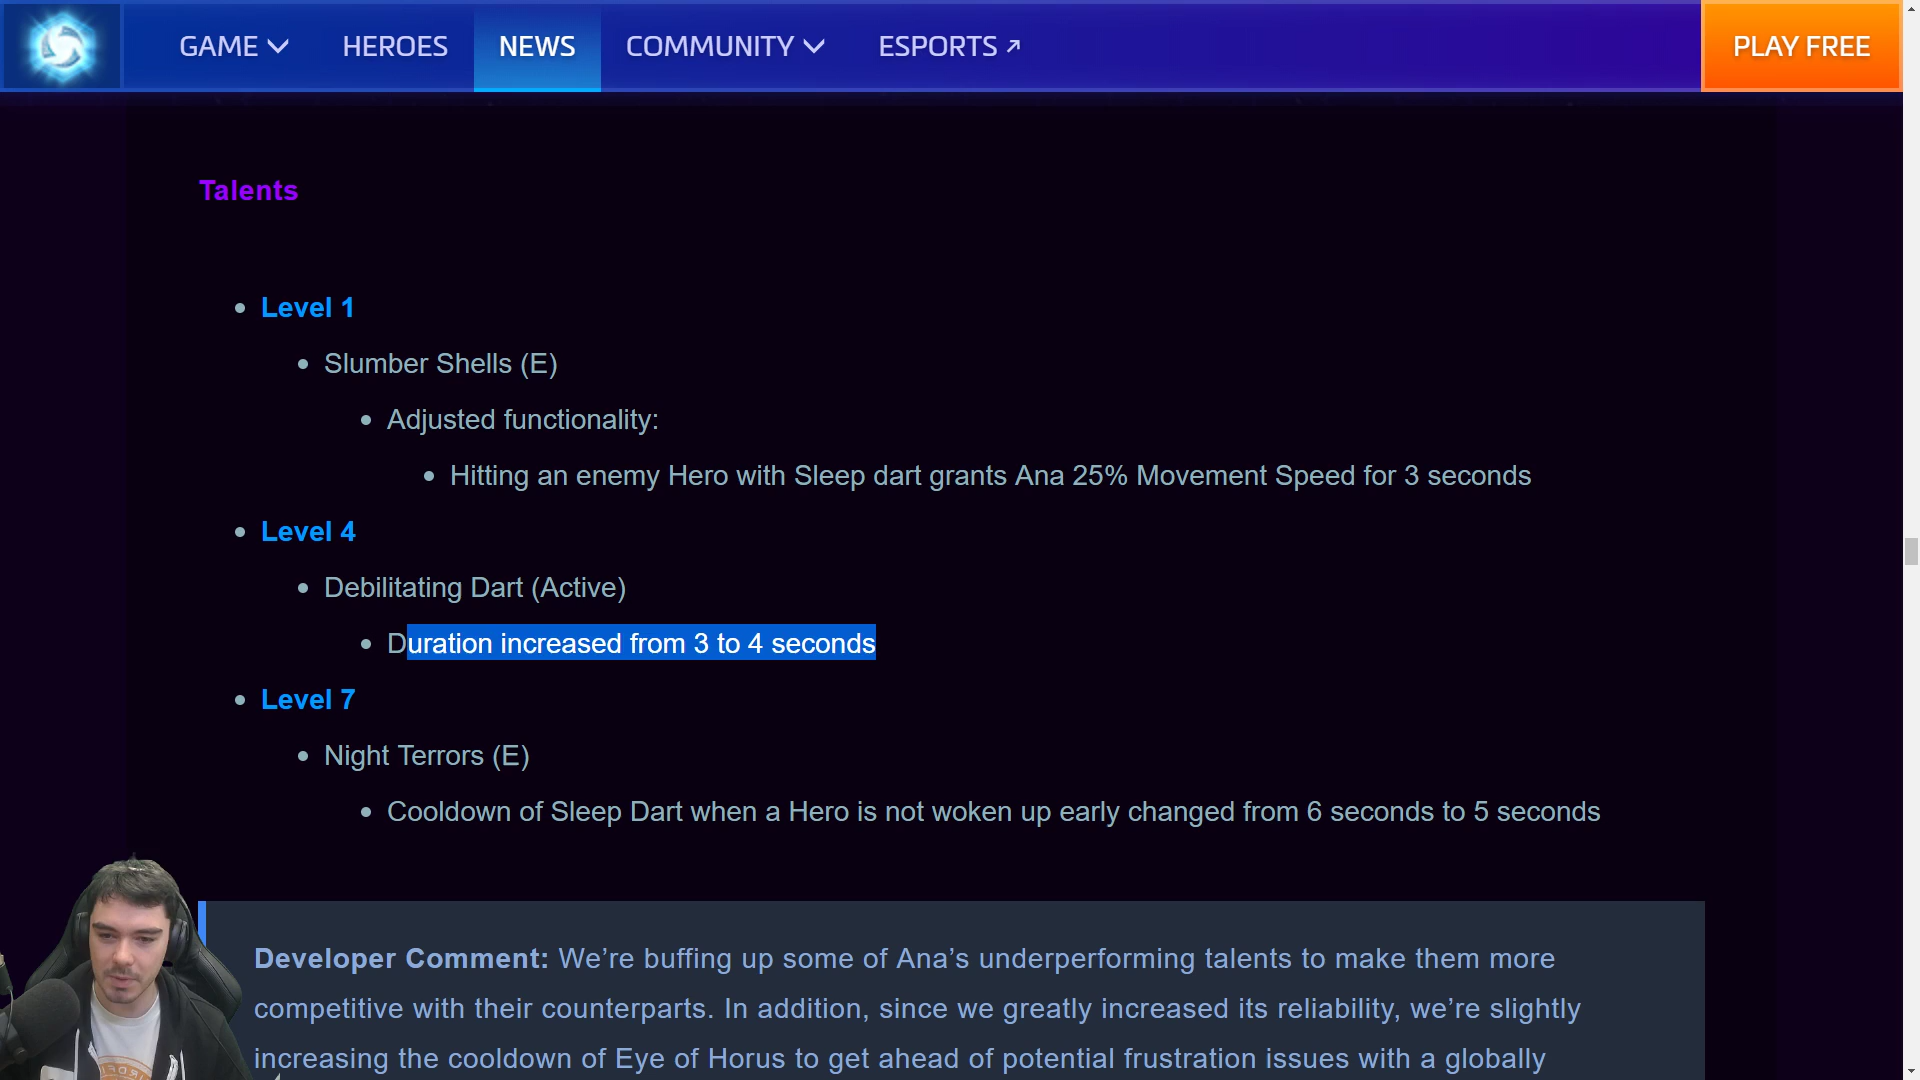 GAME HEROES NEWS COMMUNITY ESPORTS PLAY FREE
Talents
Level 1
Slumber Shells (E)
Adjusted functionality:
Hitting an enemy Hero with Sleep dart grants Ana 25% Movement Speed for 3 seconds
Level 4
Debilitating Dart (Active)
Duration increased from 3 to 4 seconds
Level 7
Night Terrors (E)
Cooldown of Sleep Dart when a Hero is not woken up early changed from 6 seconds to 5 seconds
Developer Comment: We’re buffing up some of Ana’s underperforming talents to make them more
competitive with their counterparts. In addition, since we greatly increased its reliability, we’re slightly
increasing the cooldown of Eye of Horus to get ahead of potential frustration issues with a globally